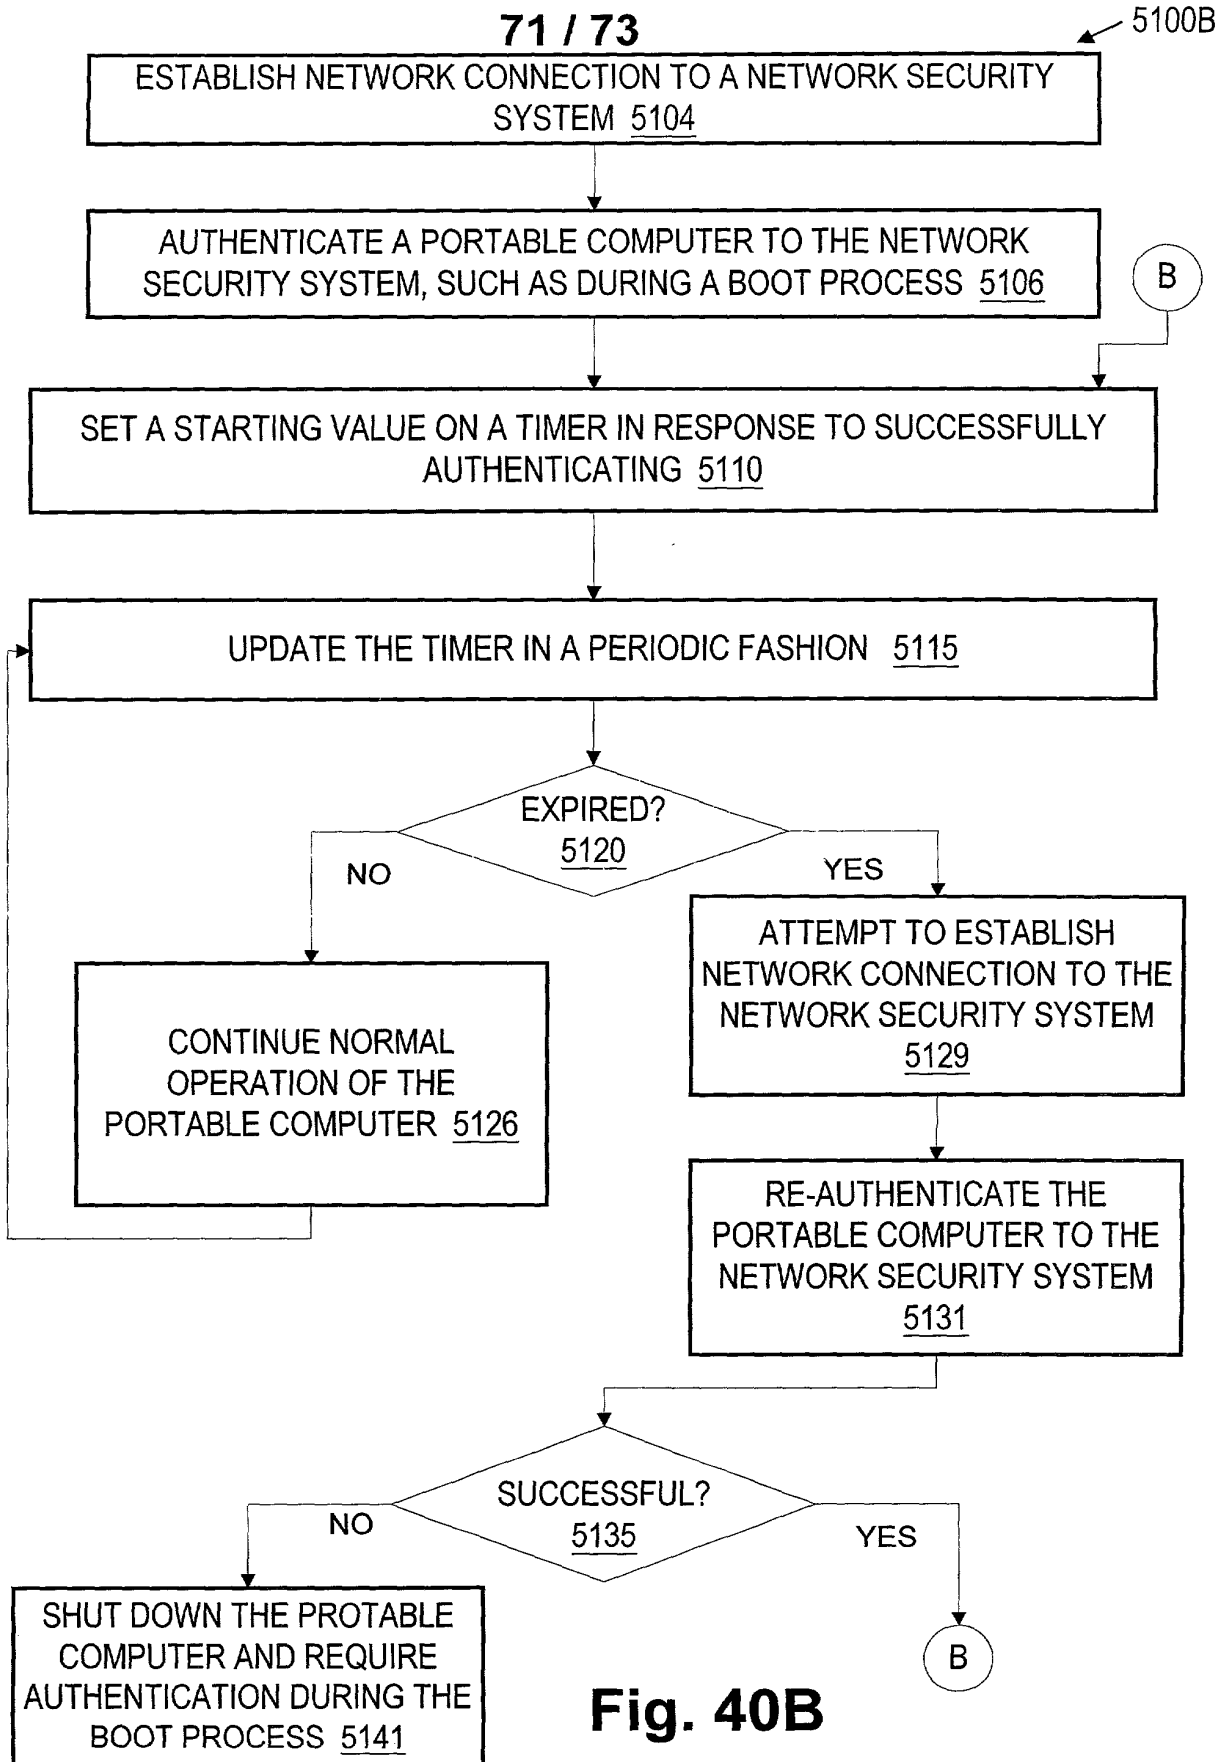 71 / 73
5100B
ESTABLISH NETWORK CONNECTION TO A NETWORK SECURITY
SYSTEM 5104
AUTHENTICATE A PORTABLE COMPUTER TO THE NETWORK
SECURITY SYSTEM, SUCH AS DURING A BOOT PROCESS 5106
B
SET A STARTING VALUE ON A TIMER IN RESPONSE TO SUCCESSFULLY
AUTHENTICATING 5110
UPDATE THE TIMER IN A PERIODIC FASHION 5115
EXPIRED?
5120
NO
YES
CONTINUE NORMAL
OPERATION OF THE
PORTABLE COMPUTER 5126
ATTEMPT TO ESTABLISH
NETWORK CONNECTION TO THE
NETWORK SECURITY SYSTEM
5129
RE-AUTHENTICATE THE
PORTABLE COMPUTER TO THE
NETWORK SECURITY SYSTEM
5131
SUCCESSFUL?
5135
NO
YES
SHUT DOWN THE PROTABLE
COMPUTER AND REQUIRE
AUTHENTICATION DURING THE
BOOT PROCESS 5141
B
Fig. 40B